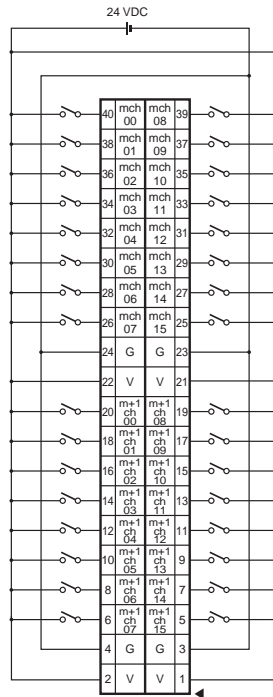 24 VDC
40 mch 00 mch 08 39
38 mch 01 mch 09 37
36 mch 02 mch 10 35
34 mch 03 mch 11 33
32 mch 04 mch 12 31
30 mch 05 mch 13 29
28 mch 06 mch 14 27
26 mch 07 mch 15 25
24 G G 23
22 V V 21
20 m+1 ch 00 m+1 ch 08 19
18 m+1 ch 01 m+1 ch 09 17
16 m+1 ch 02 m+1 ch 10 15
14 m+1 ch 03 m+1 ch 11 13
12 m+1 ch 04 m+1 ch 12 11
10 m+1 ch 05 m+1 ch 13 9
8 m+1 ch 06 m+1 ch 14 7
6 m+1 ch 07 m+1 ch 15 5
4 G G 3
2 V V 1